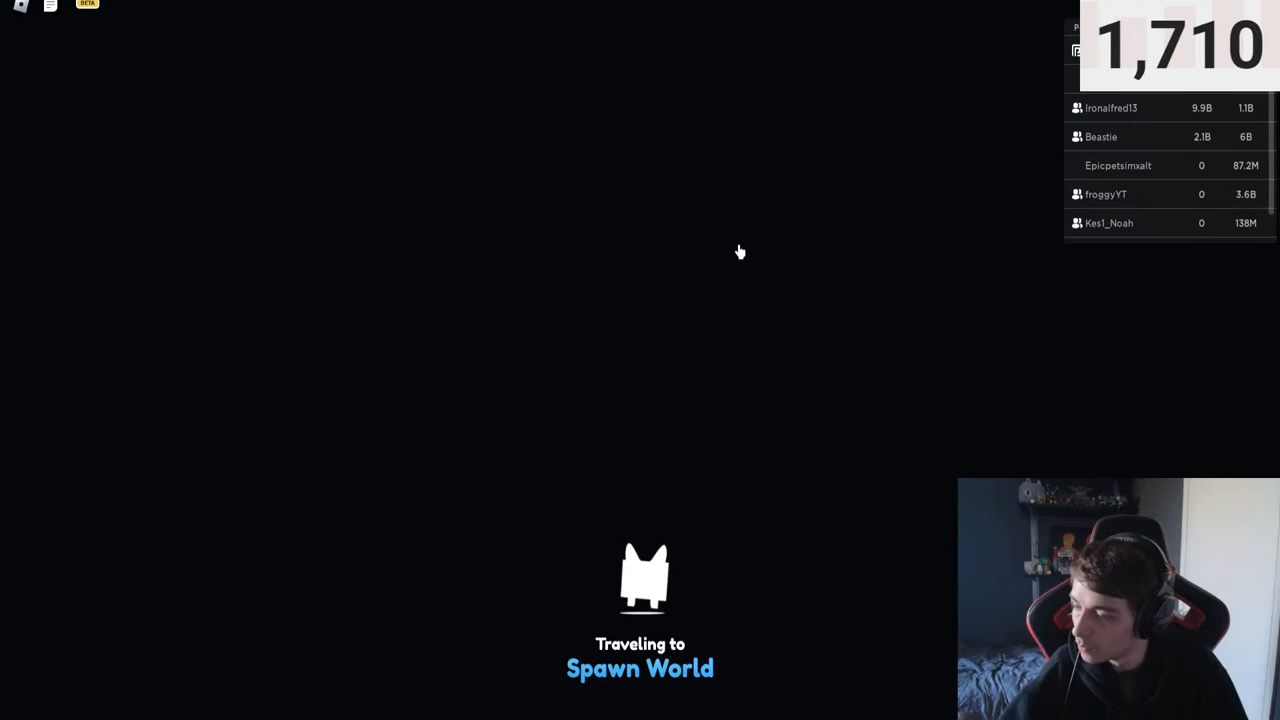 BETA
1,710
P
Ironalfred13 9.9B 1.1B
Beastie 2.1B 6B
Epicpetsimxalt 0 87.2M
froggyYT 0 3.6B
Kes1_Noah 0 138M
Traveling to
Spawn World